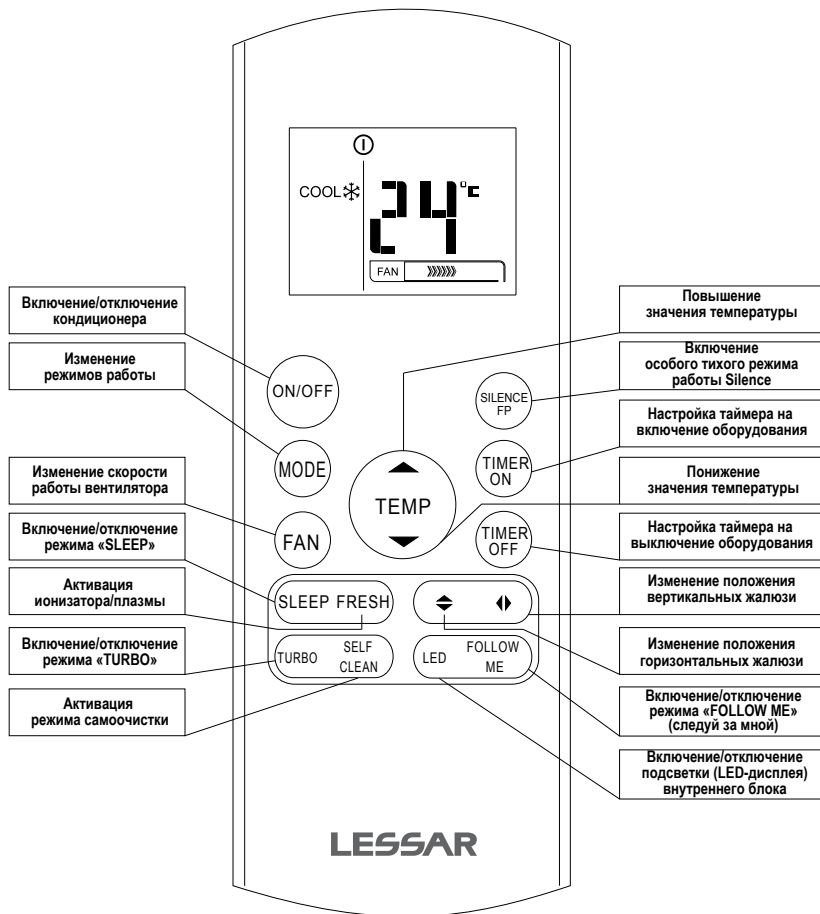 COOL
24°C
FAN
Включение/отключение
кондиционера
Изменение
режимов работы
Изменение скорости
работы вентилятора
Включение/отключение
режима «SLEEP»
Активация
ионизатора/плазмы
Включение/отключение
режима «TURBO»
Активация
режима самоочистки
ON/OFF
MODE
FAN
TEMP
SILENCE
FP
TIMER
ON
TIMER
OFF
SLEEP FRESH
TURBO
SELF
CLEAN
LED
FOLLOW
ME
Повышение
значения температуры
Включение
особого тихого режима
работы Silence
Настройка таймера на
включение оборудования
Понижение
значения температуры
Настройка таймера на
выключение оборудования
Изменение положения
вертикальных жалюзи
Изменение положения
горизонтальных жалюзи
Включение/отключение
режима «FOLLOW ME»
(следуй за мной)
Включение/отключение
подсветки (LED-дисплея)
внутреннего блока
LESSAR